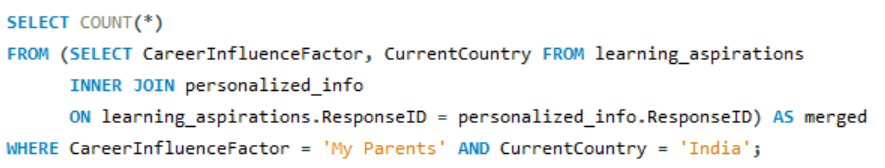 SELECT COUNT(*)
FROM (SELECT CareerInfluenceFactor, CurrentCountry FROM learning_aspirations
INNER JOIN personalized_info
ON learning_aspirations.ResponseID = personalized_info.ResponseID) AS merged
WHERE CareerInfluenceFactor = 'My Parents' AND CurrentCountry = 'India';